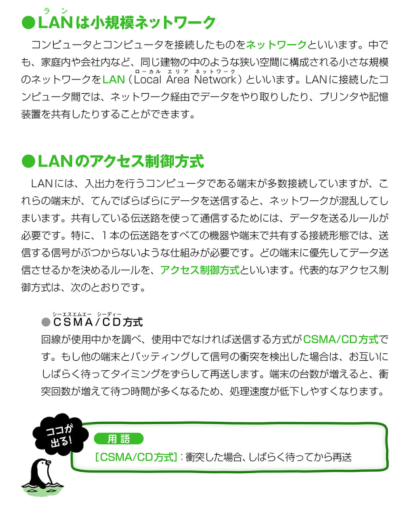 ラン
●LANは小規模ネットワーク
コンピュータとコンピュータを接続したものをネットワークといいます。中で
も、家庭内や会社内など、同じ建物の中のような狭い空間に構成される小さな規模
ローカル エリア ネットワーク
のネットワークをLAN（Local Area Network）といいます。LANに接続したコ
ンピュータ間では、ネットワーク経由でデータをやり取りしたり、プリンタや記憶
装置を共有したりすることができます。
●LANのアクセス制御方式
LANには、入出力を行うコンピュータである端末が多数接続していますが、こ
れらの端末が、てんでばらばらにデータを送信すると、ネットワークが混乱してし
まいます。共有している伝送路を使って通信するためには、データを送るルールが
必要です。特に、1本の伝送路をすべての機器や端末で共有する接続形態では、送
信する信号がぶつからないような仕組みが必要です。どの端末に優先してデータ送
信させるかを決めるルールを、アクセス制御方式といいます。代表的なアクセス制
御方式は、次のとおりです。
シーエスエムエー シーディー
●CSMA/CD方式
回線が使用中かを調べ、使用中でなければ送信する方式がCSMA/CD方式で
す。もし他の端末とバッティングして信号の衝突を検出した場合は、お互いに
しばらく待ってタイミングをずらして再送します。端末の台数が増えると、衝
突回数が増えて待つ時間が多くなるため、処理速度が低下しやすくなります。
ココが
出る!
用語
[CSMA/CD方式]：衝突した場合、しばらく待ってから再送